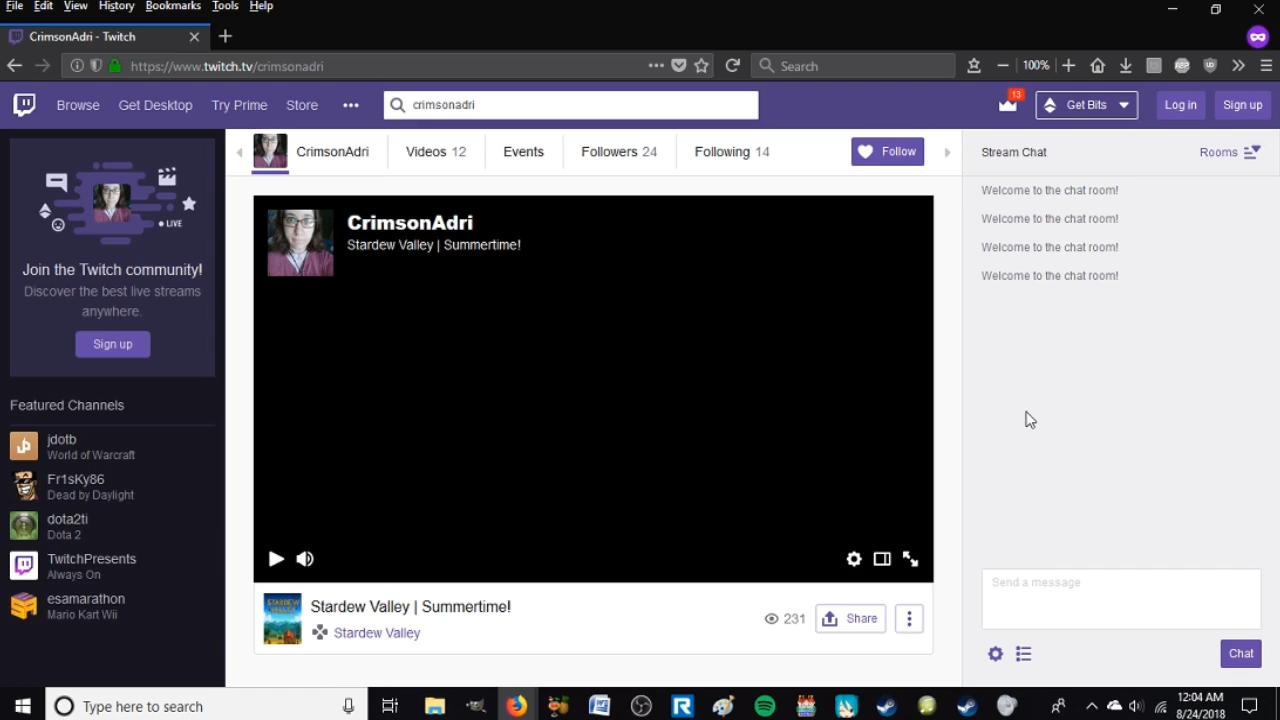 File Edit View History Bookmarks Tools Help
CrimsonAdri - Twitch
https://www.twitch.tv/crimsonadri
100%
Search
Browse Get Desktop Try Prime Store
crimsonadri
13
Get Bits
Log in
Sign up
Join the Twitch community!
Discover the best live streams
anywhere.
Sign up
LIVE
Featured Channels
jdotb
World of Warcraft
Fr1sKy86
Dead by Daylight
dota2ti
Dota 2
TwitchPresents
Always On
esamarathon
Mario Kart Wii
CrimsonAdri
Videos 12
Events
Followers 24
Following 14
Follow
CrimsonAdri
Stardew Valley | Summertime!
STARDEW VALLEY
Stardew Valley | Summertime!
Stardew Valley
231
Share
Stream Chat
Rooms
Welcome to the chat room!
Welcome to the chat room!
Welcome to the chat room!
Welcome to the chat room!
Send a message
Chat
Type here to search
12:04 AM
8/24/2018